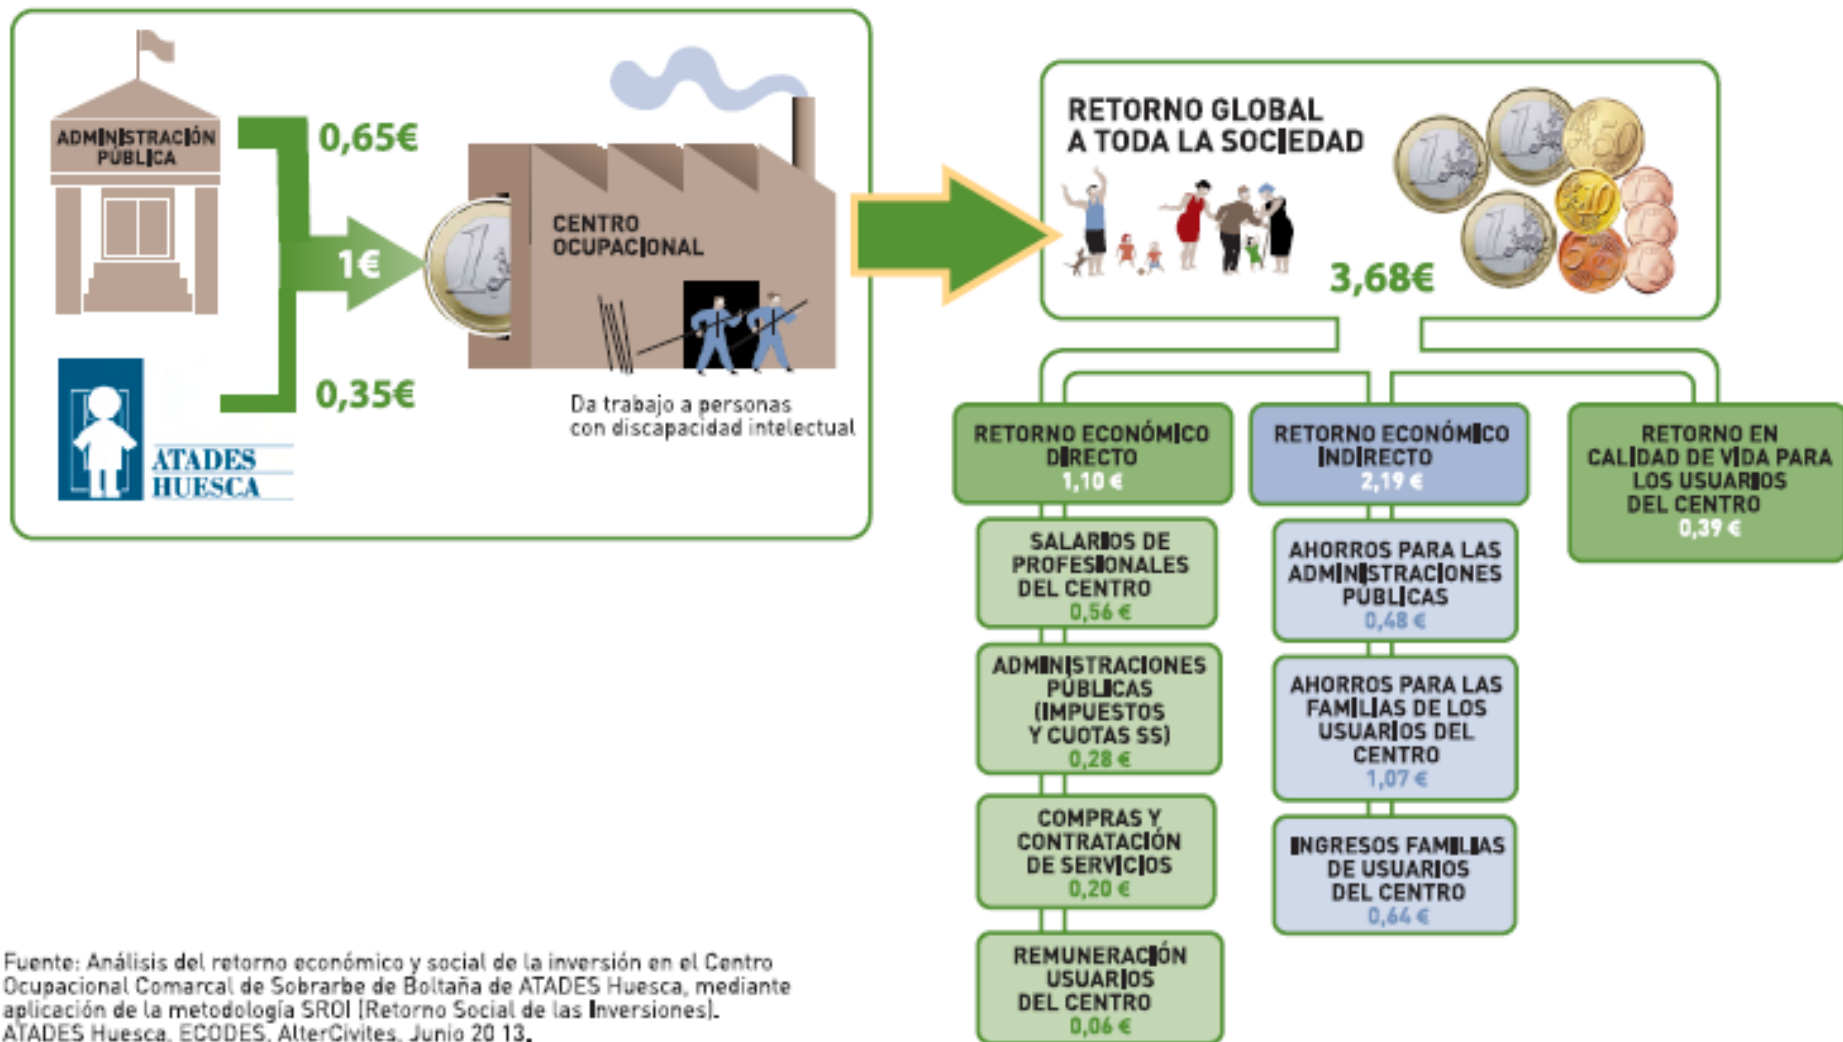 ADMINISTRACIÓN
PÚBLICA
0,65€
1€
0,35€
ATADES
HUESCA
CENTRO
OCUPACIONAL
Da trabajo a personas
con discapacidad intelectual
RETORNO GLOBAL
A TODA LA SOCIEDAD
3,68€
RETORNO ECONÓMICO
DIRECTO
1,10 €
SALARIOS DE
PROFESIONALES
DEL CENTRO
0,56 €
ADMINISTRACIONES
PÚBLICAS
(IMPUESTOS
Y CUOTAS SS)
0,28 €
COMPRAS Y
CONTRATACIÓN
DE SERVICIOS
0,20 €
REMUNERACIÓN
USUARIOS
DEL CENTRO
0,06 €
RETORNO ECONÓMICO
INDIRECTO
2,19 €
AHORROS PARA LAS
ADMINISTRACIONES
PÚBLICAS
0,48 €
AHORROS PARA LAS
FAMILIAS DE LOS
USUARIOS DEL
CENTRO
1,07 €
INGRESOS FAMILIAS
DE USUARIOS
DEL CENTRO
0,64 €
RETORNO EN
CALIDAD DE VIDA PARA
LOS USUARIOS
DEL CENTRO
0,39 €
Fuente: Análisis del retorno económico y social de la inversión en el Centro
Ocupacional Comarcal de Sobrarbe de Boltaña de ATADES Huesca, mediante
aplicación de la metodología SROI (Retorno Social de las Inversiones).
ATADES Huesca, ECODES, AlterCivites, Junio 20 13.